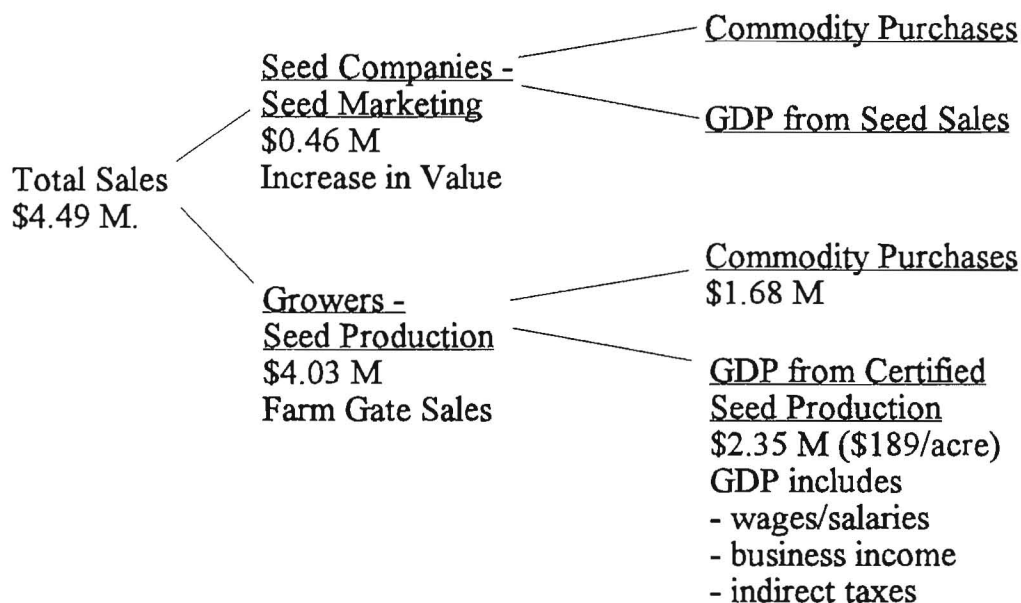 Total Sales
$4.49 M.
Seed Companies -
Seed Marketing
$0.46 M
Increase in Value
Commodity Purchases
GDP from Seed Sales
Growers -
Seed Production
$4.03 M
Farm Gate Sales
Commodity Purchases
$1.68 M
GDP from Certified
Seed Production
$2.35 M ($189/acre)
GDP includes
- wages/salaries
- business income
- indirect taxes